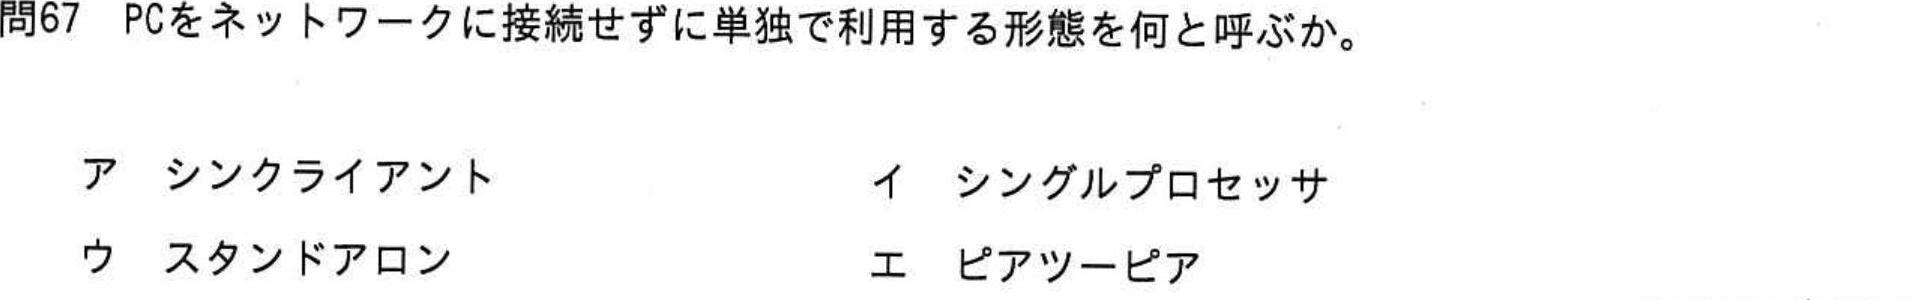 問67 PCをネットワークに接続せずに単独で利用する形態を何と呼ぶか。
ア シンクライアント イ シングルプロセッサ
ウ スタンドアロン エ ピアツーピア